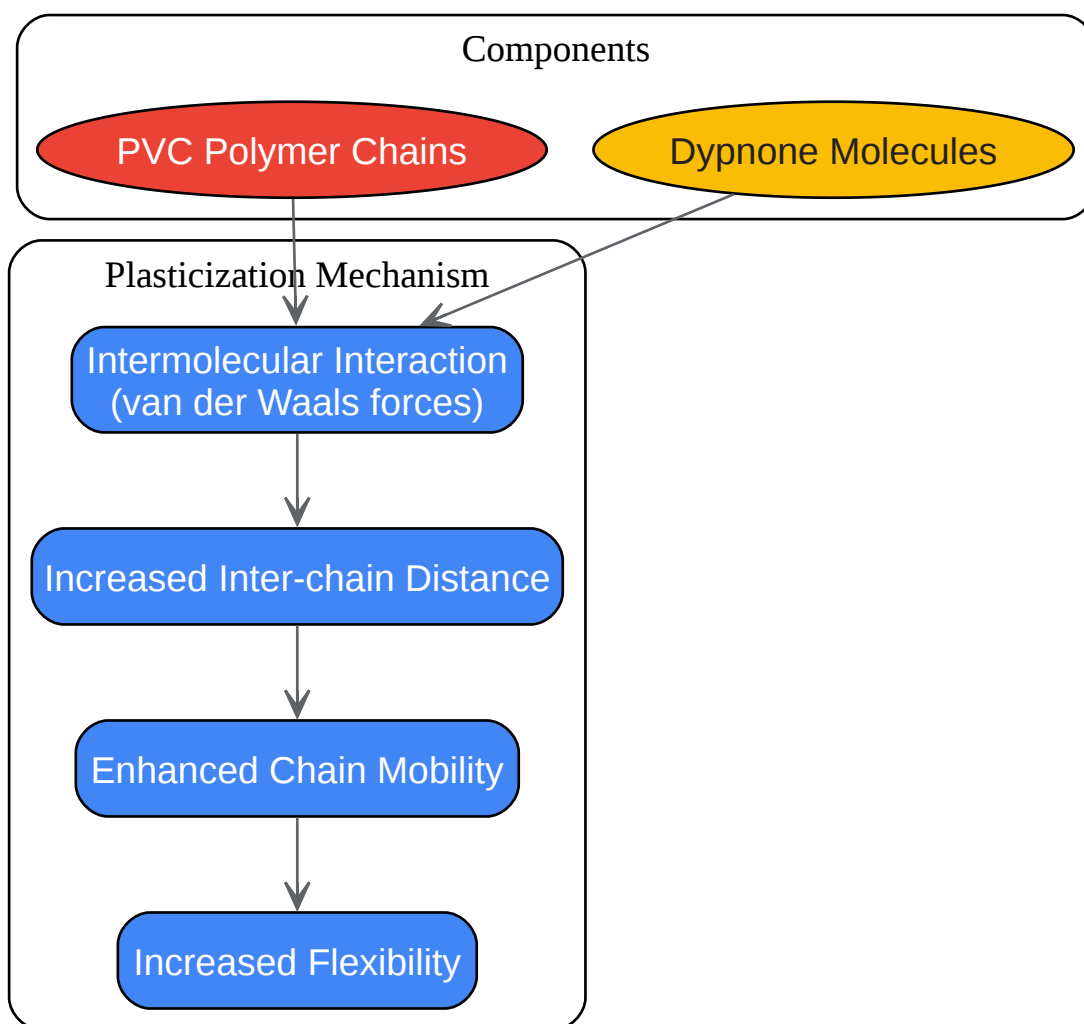 Components
PVC Polymer Chains
Dypnone Molecules
Plasticization Mechanism
Intermolecular Interaction
(van der Waals forces)
Increased Inter-chain Distance
Enhanced Chain Mobility
Increased Flexibility